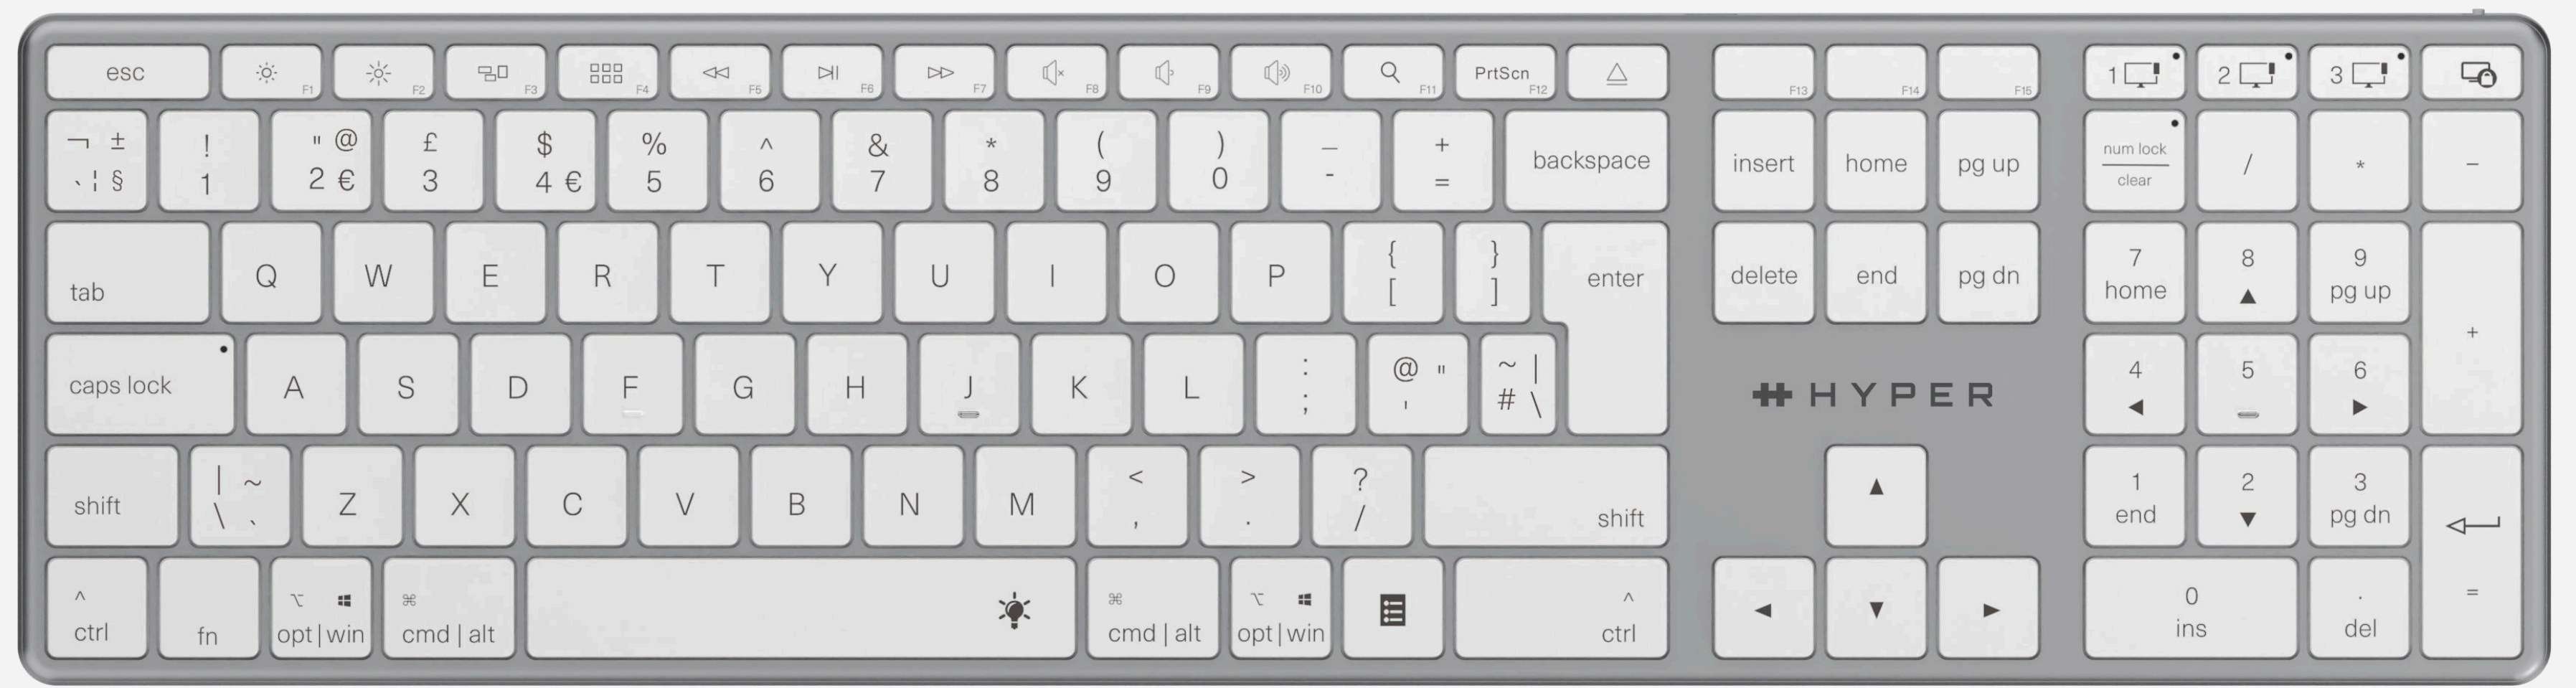 esc F1 F2 F3 F4 F5 F6 F7 F8 F9 F10 F11 PrtScn F12 F13 F14 F15 1 2 3
¬ ± ! " @ £ $ % ^ & * ( ) _ +
` ¦ § 1 2 € 3 4 € 5 6 7 8 9 0 - = backspace insert home pg up num lock / * -
clear
tab Q W E R T Y U I O P { [ } ] enter delete end pg dn 7 home 8 9 pg up +
caps lock A S D F G H J K L : ; @ " ' ~ | # \ HYPER 4 5 6
shift | ~ \ ` Z X C V B N M < , > . ? / shift 1 end 2 3 pg dn
^ ctrl fn ⌥ opt|win ⌘ cmd|alt ⌘ cmd|alt ⌥ opt|win ^ ctrl 0 ins . del =